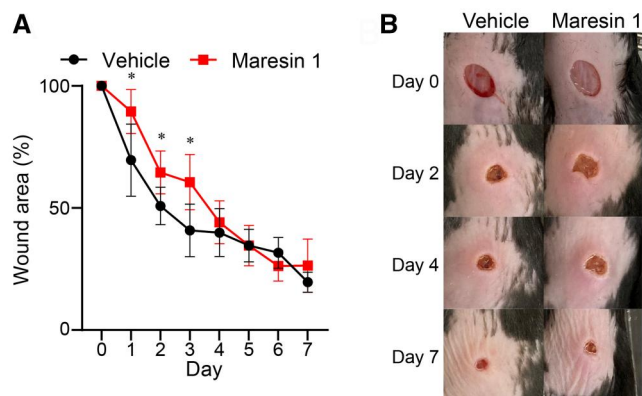 A
Vehicle Maresin 1
Wound area (%)
100
50
0
* * *
0 1 2 3 4 5 6 7
Day
B
Vehicle Maresin 1
Day 0
Day 2
Day 4
Day 7